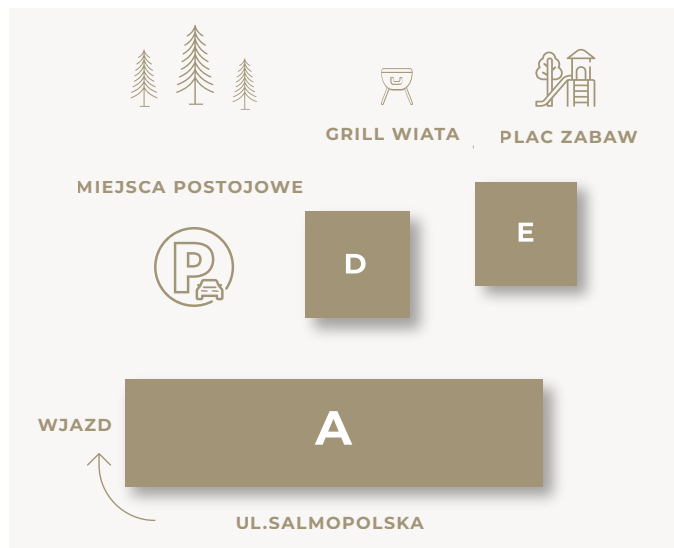 GRILL WIATA
PLAC ZABAW
MIEJSCA POSTOJOWE
E
D
P
A
WJAZD
UL.SALMOPOLSKA